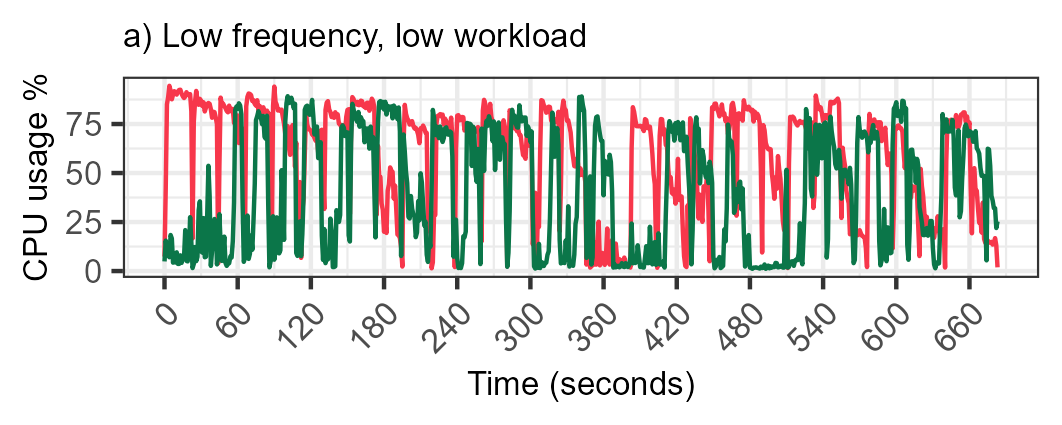 a) Low frequency, low workload
CPU usage %
75
50
25
0
0 60 120 180 240 300 360 420 480 540 600 660
Time (seconds)